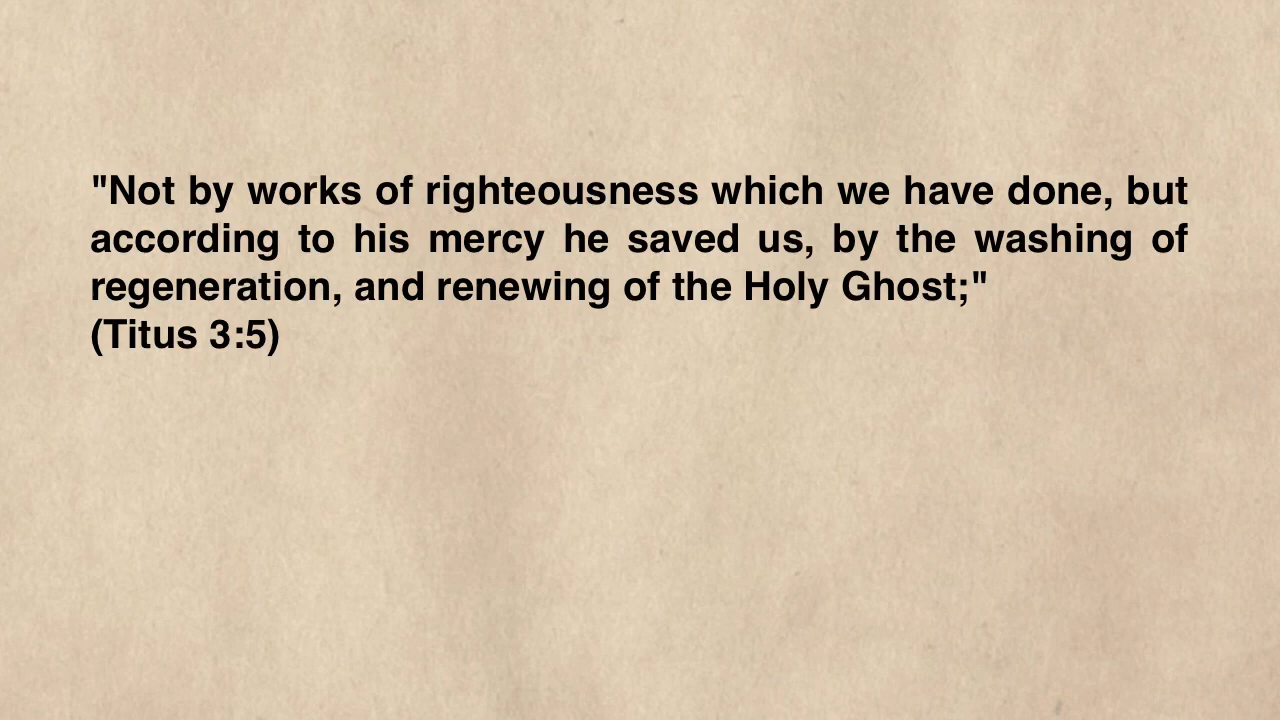 "Not by works of righteousness which we have done, but
according to his mercy he saved us, by the washing of
regeneration, and renewing of the Holy Ghost;"
(Titus 3:5)